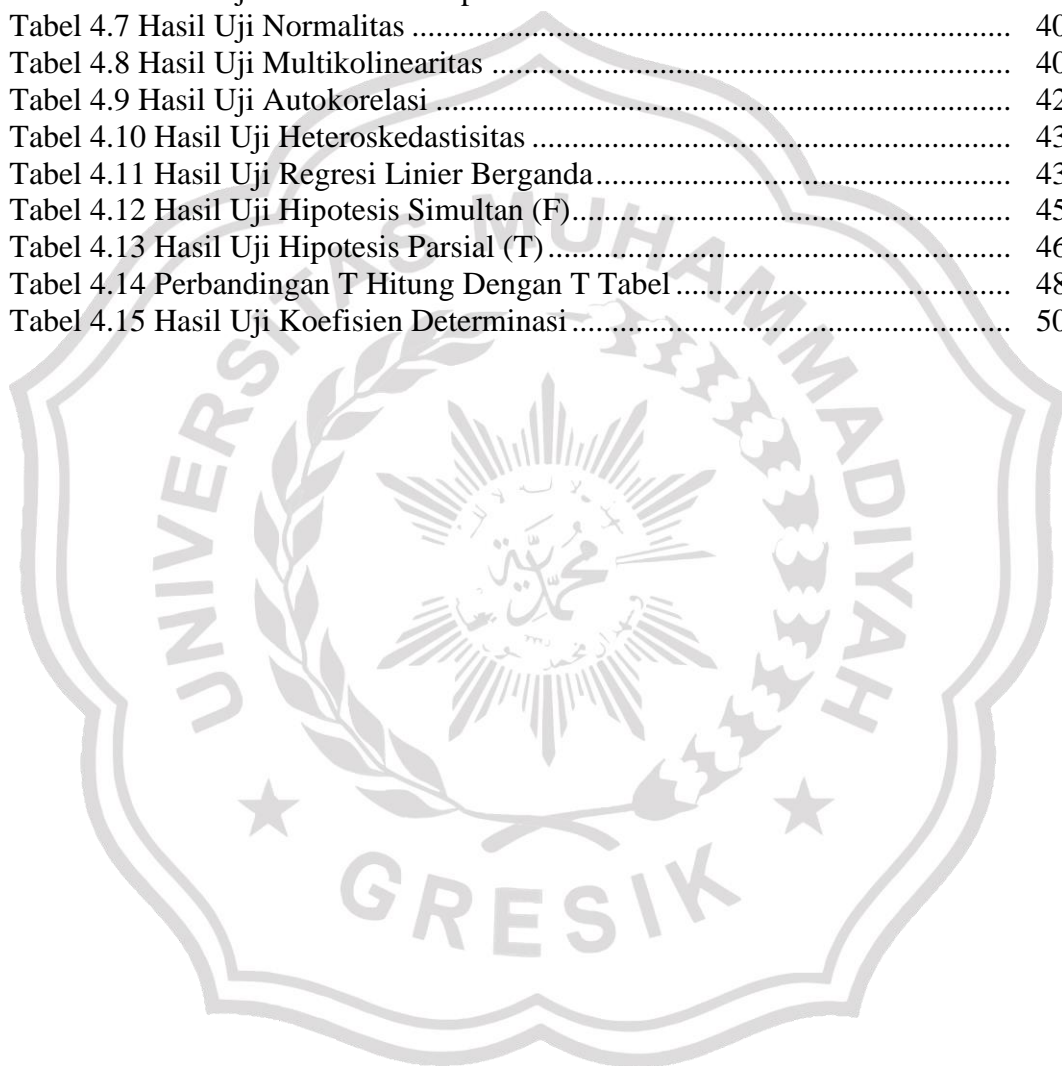 Tabel 4.7 Hasil Uji Normalitas ........................................................................................ 40
Tabel 4.8 Hasil Uji Multikolinearitas ............................................................................ 40
Tabel 4.9 Hasil Uji Autokorelasi .................................................................................... 42
Tabel 4.10 Hasil Uji Heteroskedastisitas ...................................................................... 43
Tabel 4.11 Hasil Uji Regresi Linier Berganda............................................................. 43
Tabel 4.12 Hasil Uji Hipotesis Simultan (F)................................................................ 45
Tabel 4.13 Hasil Uji Hipotesis Parsial (T) .................................................................... 46
Tabel 4.14 Perbandingan T Hitung Dengan T Tabel ................................................. 48
Tabel 4.15 Hasil Uji Koefisien Determinasi ................................................................ 50
UNIVERSITAS MUHAMMADIYAH
GRESIK